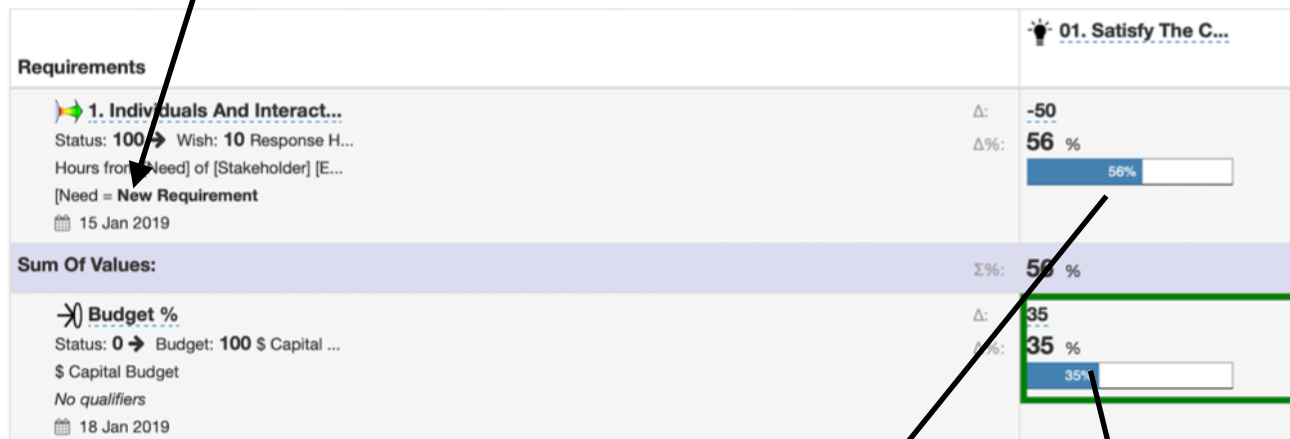 01. Satisfy The C...
Requirements
1. Individuals And Interact...
Δ: -50
Status: 100 → Wish: 10 Response H...
Δ%: 56 %
Hours from [Need] of [Stakeholder] [E...
56%
[Need = New Requirement
15 Jan 2019
Sum Of Values: Σ%: 56 %
Budget % Δ: 35
Status: 0 → Budget: 100 $ Capital ...
Δ%: 35 %
$ Capital Budget
35%
No qualifiers
18 Jan 2019